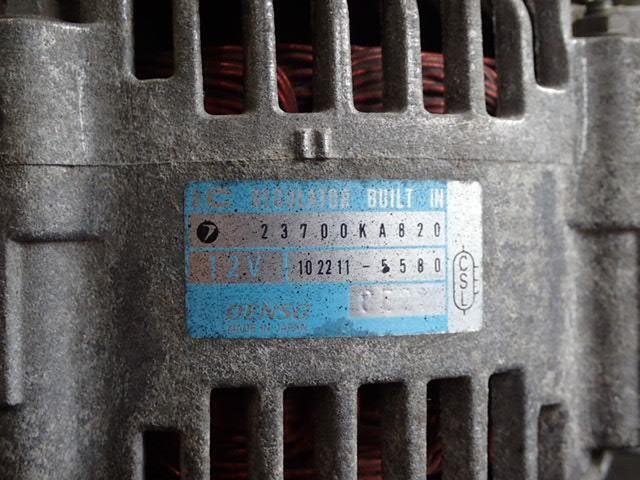 IC REGULATOR BUILT IN
23700KA820
12V 102211-5580
DENSO
MADE IN JAPAN
CSL